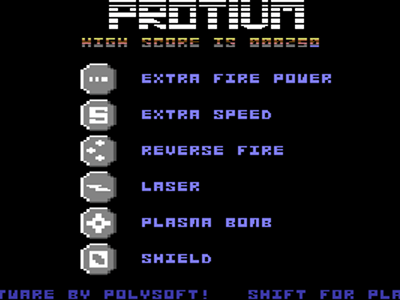 PROTIUM
HIGH SCORE IS 000250
EXTRA FIRE POWER
S EXTRA SPEED
REVERSE FIRE
LASER
PLASMA BOMB
SHIELD
TWARE BY POLYSOFT! SHIFT FOR PLA